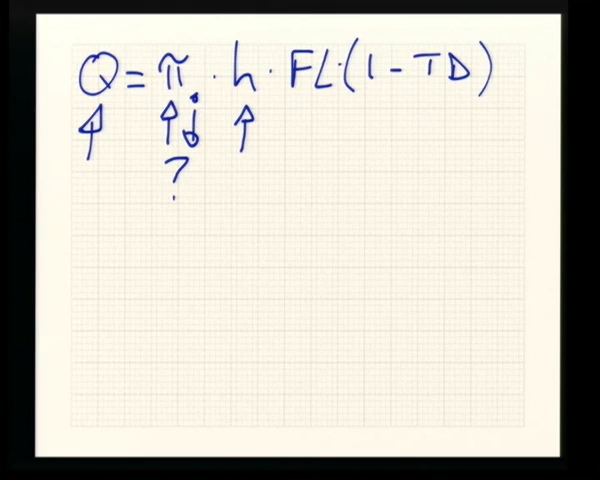 Q = π̃ · h · FL · (1 - TD)
↑ ↑↓ ↑
?